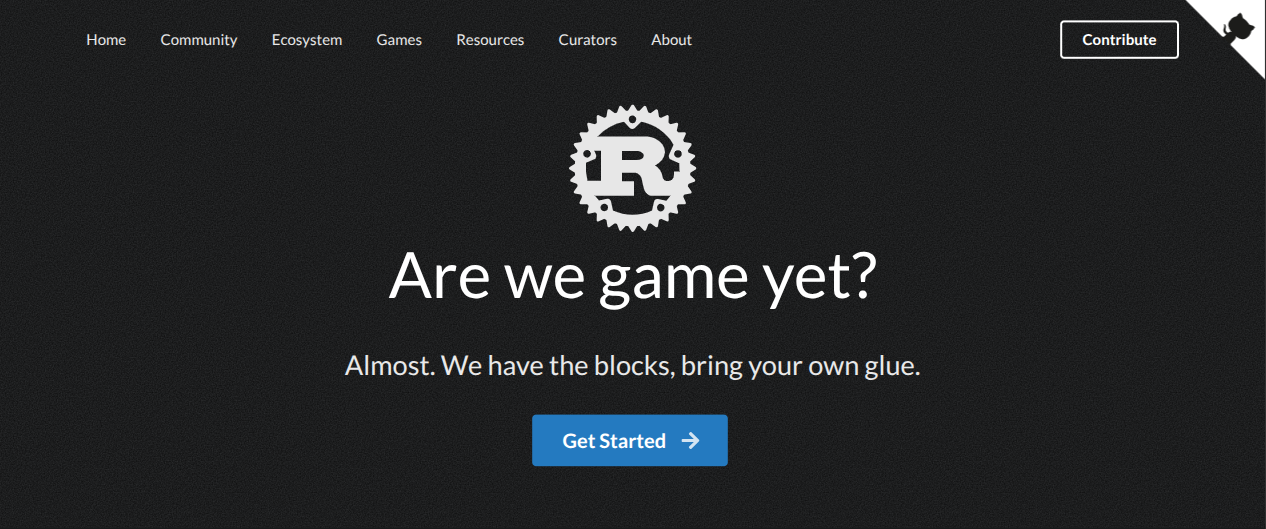 Home Community Ecosystem Games Resources Curators About Contribute
R
Are we game yet?
Almost. We have the blocks, bring your own glue.
Get Started